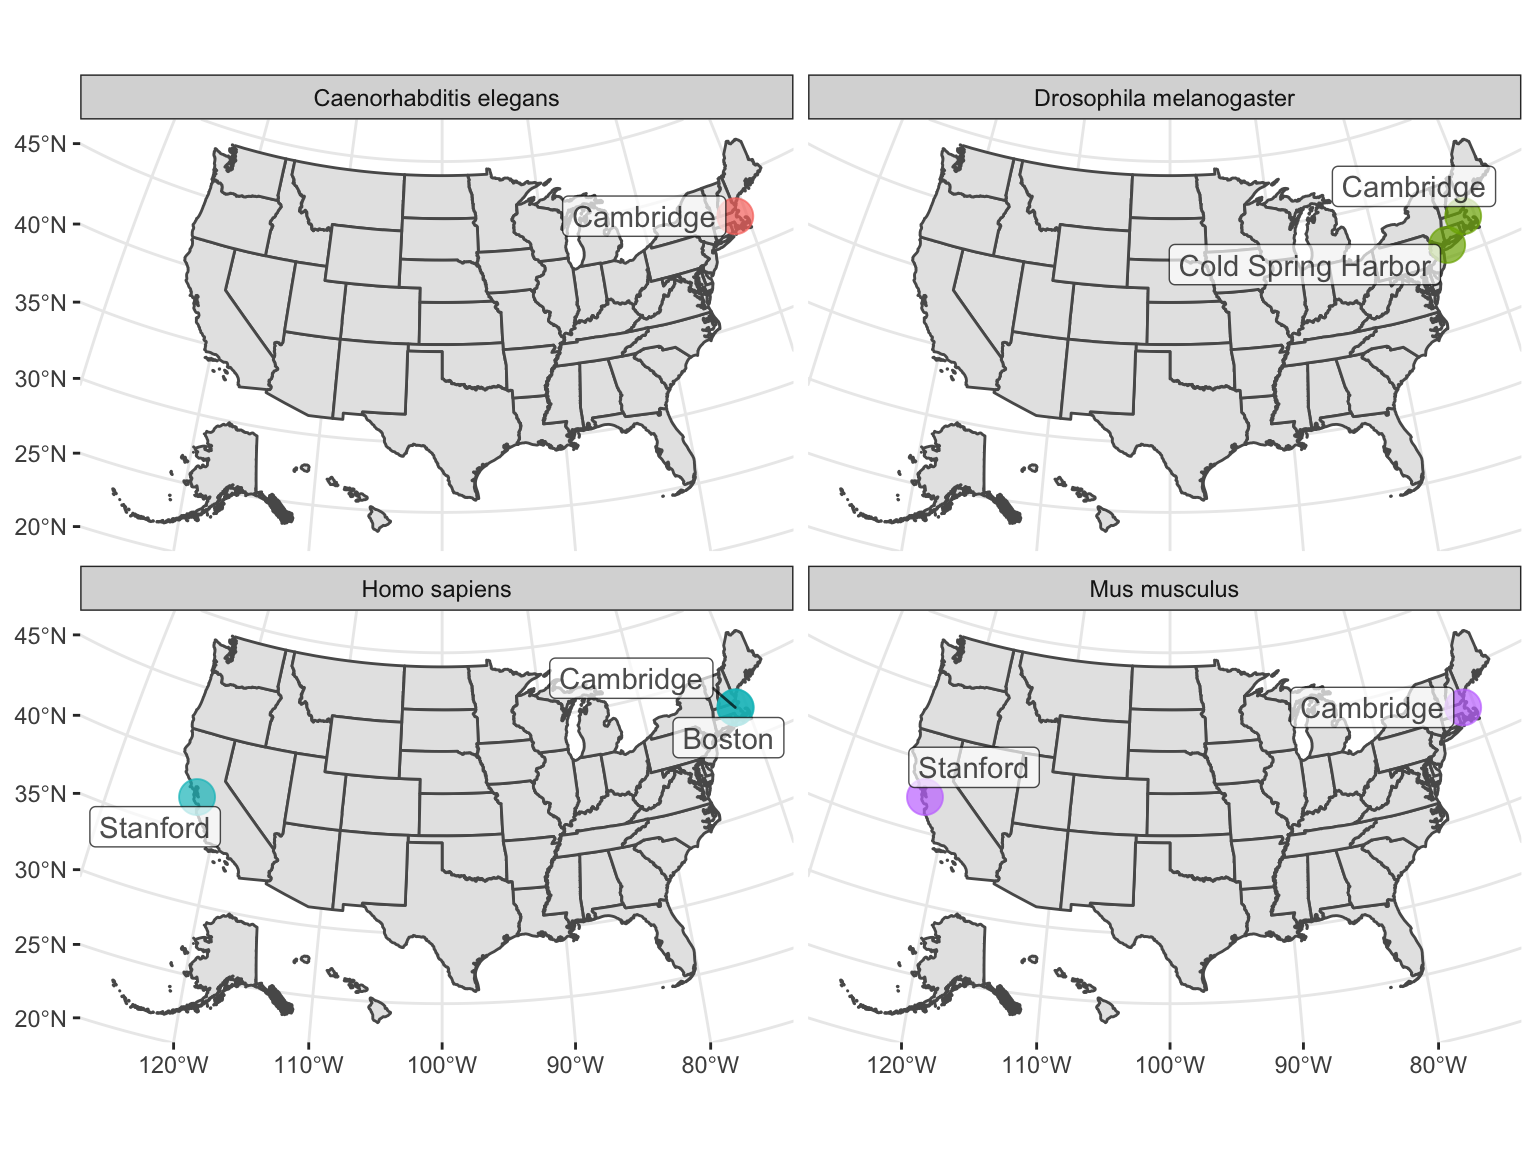 Caenorhabditis elegans
Drosophila melanogaster
45°N
40°N
35°N
30°N
25°N
20°N
Cambridge
Cambridge
Cold Spring Harbor
Homo sapiens
Mus musculus
45°N
40°N
35°N
30°N
25°N
20°N
Cambridge
Boston
Stanford
Cambridge
Stanford
120°W
110°W
100°W
90°W
80°W
120°W
110°W
100°W
90°W
80°W